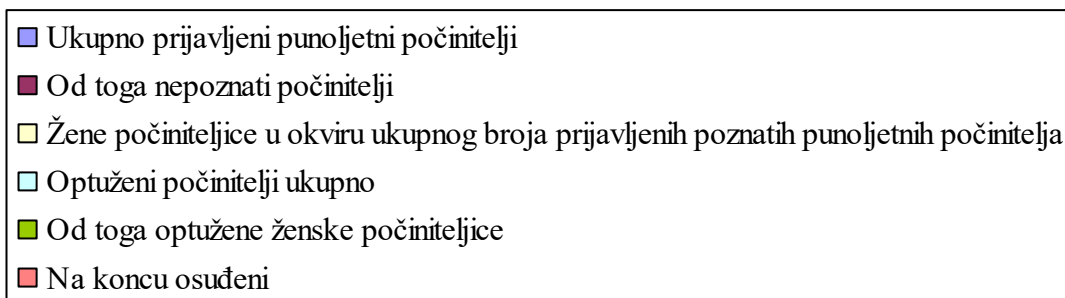 Ukupno prijavljeni punoljetni počinitelji
Od toga nepoznati počinitelji
Žene počiniteljice u okviru ukupnog broja prijavljenih poznatih punoljetnih počinitelja
Optuženi počinitelji ukupno
Od toga optužene ženske počiniteljice
Na koncu osuđeni